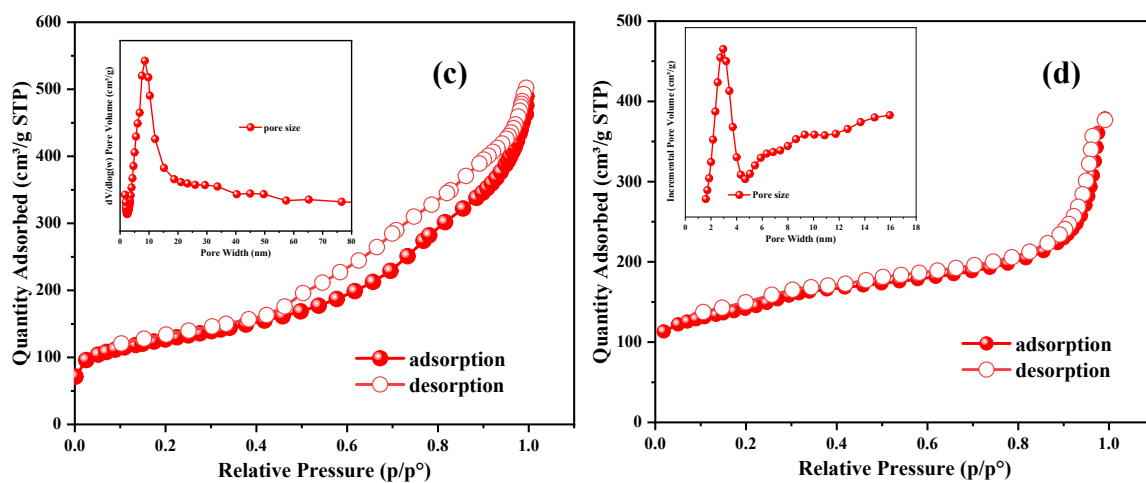 (c)
Quantity Adsorbed (cm³/g STP)
600
500
400
300
200
100
0
0.0 0.2 0.4 0.6 0.8 1.0
Relative Pressure (p/p°)
adsorption
desorption
dV/dlog(w) Pore Volume (cm³/g)
pore size
0 10 20 30 40 50 60 70 80
Pore Width (nm)
(d)
Quantity Adsorbed (cm³/g STP)
500
400
300
200
100
0
0.0 0.2 0.4 0.6 0.8 1.0
Relative Pressure (p/p°)
adsorption
desorption
Incremental Pore Volume (cm³/g)
Pore size
0 2 4 6 8 10 12 14 16 18
Pore Width (nm)